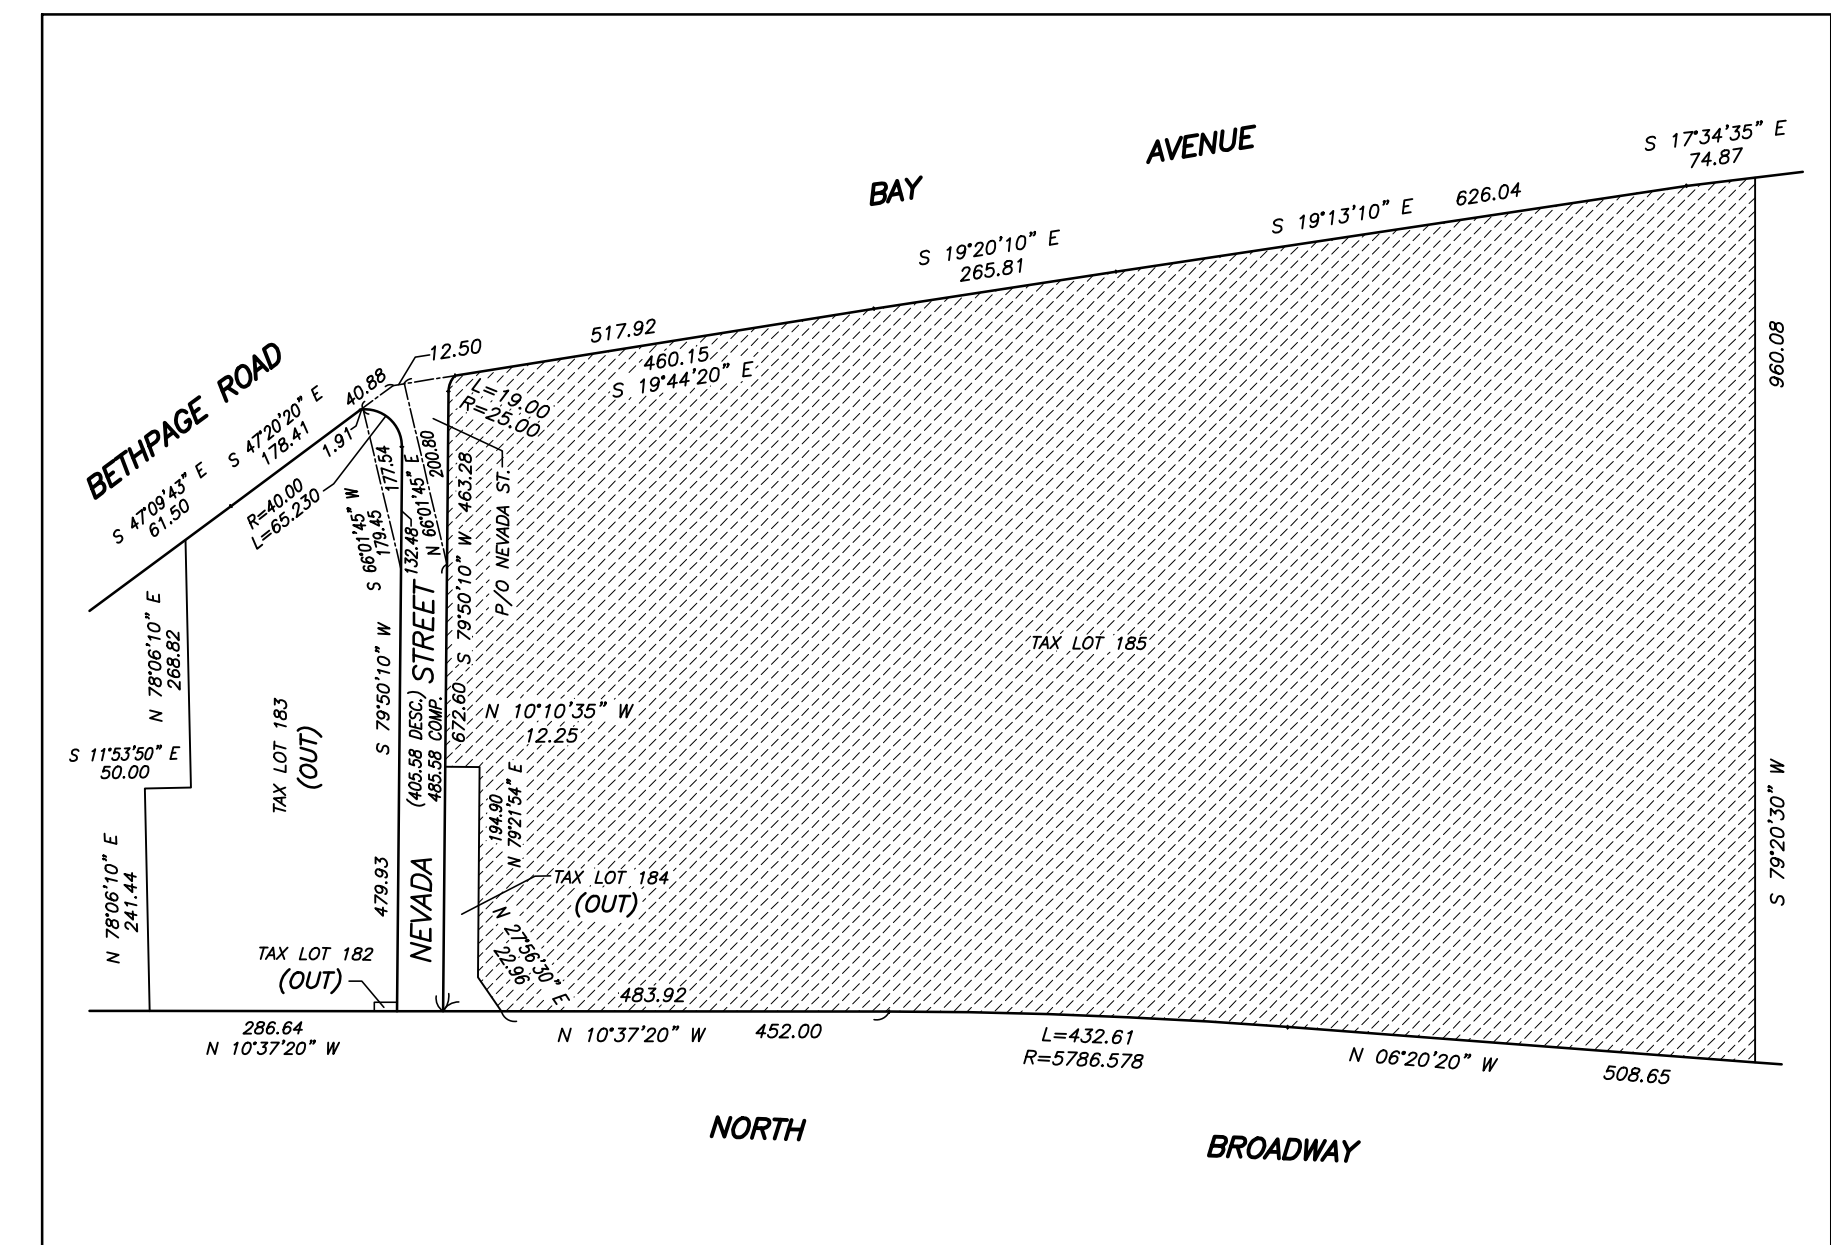 BAY
AVENUE
S 17°34'35" E
74.87
S 19°13'10" E
626.04
S 19°20'10" E
265.81
517.92
460.15
S 19°44'20" E
12.50
L=19.00
R=25.00
40.88
BETHPAGE ROAD
S 47°20'20" E
178.41
1.91
S 47°09'43" E
61.50
R=40.00
L=65.230
177.54
S 66°01'45" W
179.45
132.48
N 66°01'45" E
200.80
S 79°50'10" W 463.28
P/O NEVADA ST.
672.60
960.08
S 79°20'30" W
TAX LOT 185
N 78°06'10" E
268.82
S 11°53'50" E
50.00
N 78°06'10" E
241.44
TAX LOT 183
(OUT)
S 79°50'10" W
479.93
(405.58 DESC.)
485.58 COMP.
NEVADA STREET
N 10°10'35" W
12.25
194.90
N 79°21'54" E
TAX LOT 184
(OUT)
N 27°56'30" E
22.96
TAX LOT 182
(OUT)
286.64
N 10°37'20" W
483.92
N 10°37'20" W 452.00
L=432.61
R=5786.578
N 06°20'20" W
508.65
NORTH
BROADWAY